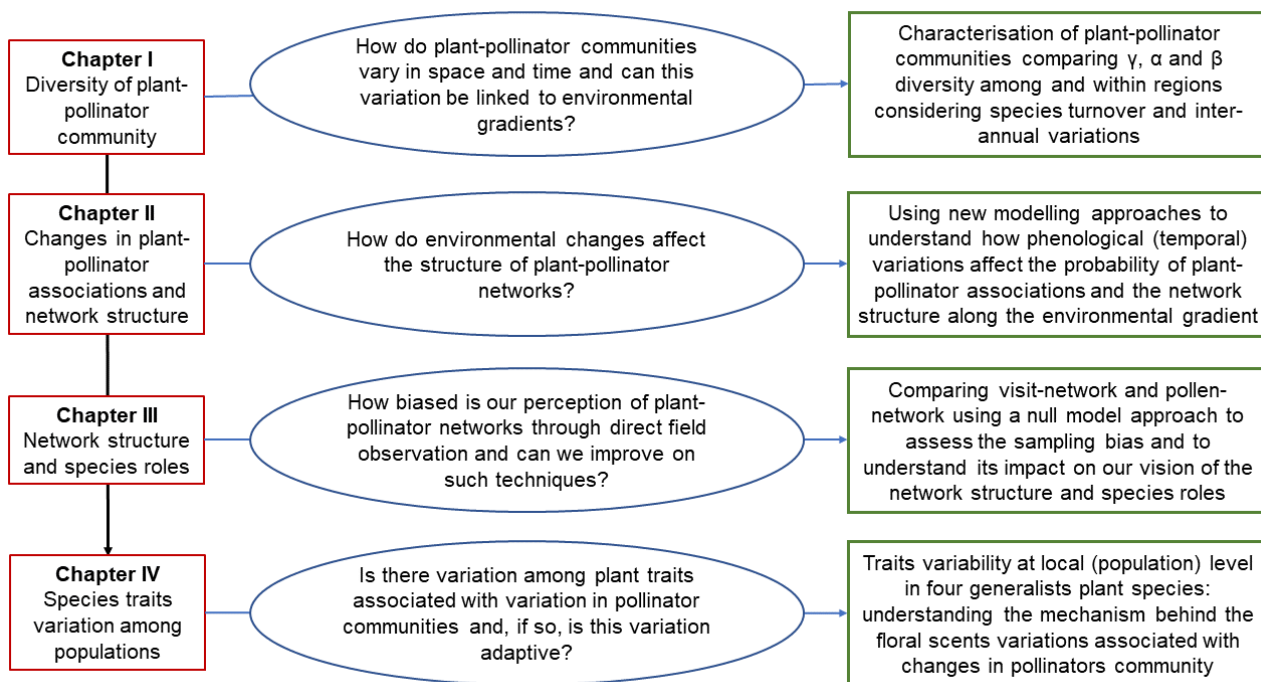 Chapter I
Diversity of plant-
pollinator
community
How do plant-pollinator communities
vary in space and time and can this
variation be linked to environmental
gradients?
Characterisation of plant-pollinator
communities comparing γ, α and β
diversity among and within regions
considering species turnover and inter-
annual variations
Chapter II
Changes in plant-
pollinator
associations and
network structure
How do environmental changes affect
the structure of plant-pollinator
networks?
Using new modelling approaches to
understand how phenological (temporal)
variations affect the probability of plant-
pollinator associations and the network
structure along the environmental gradient
Chapter III
Network structure
and species roles
How biased is our perception of plant-
pollinator networks through direct field
observation and can we improve on
such techniques?
Comparing visit-network and pollen-
network using a null model approach to
assess the sampling bias and to
understand its impact on our vision of the
network structure and species roles
Chapter IV
Species traits
variation among
populations
Is there variation among plant traits
associated with variation in pollinator
communities and, if so, is this variation
adaptive?
Traits variability at local (population) level
in four generalists plant species:
understanding the mechanism behind the
floral scents variations associated with
changes in pollinators community